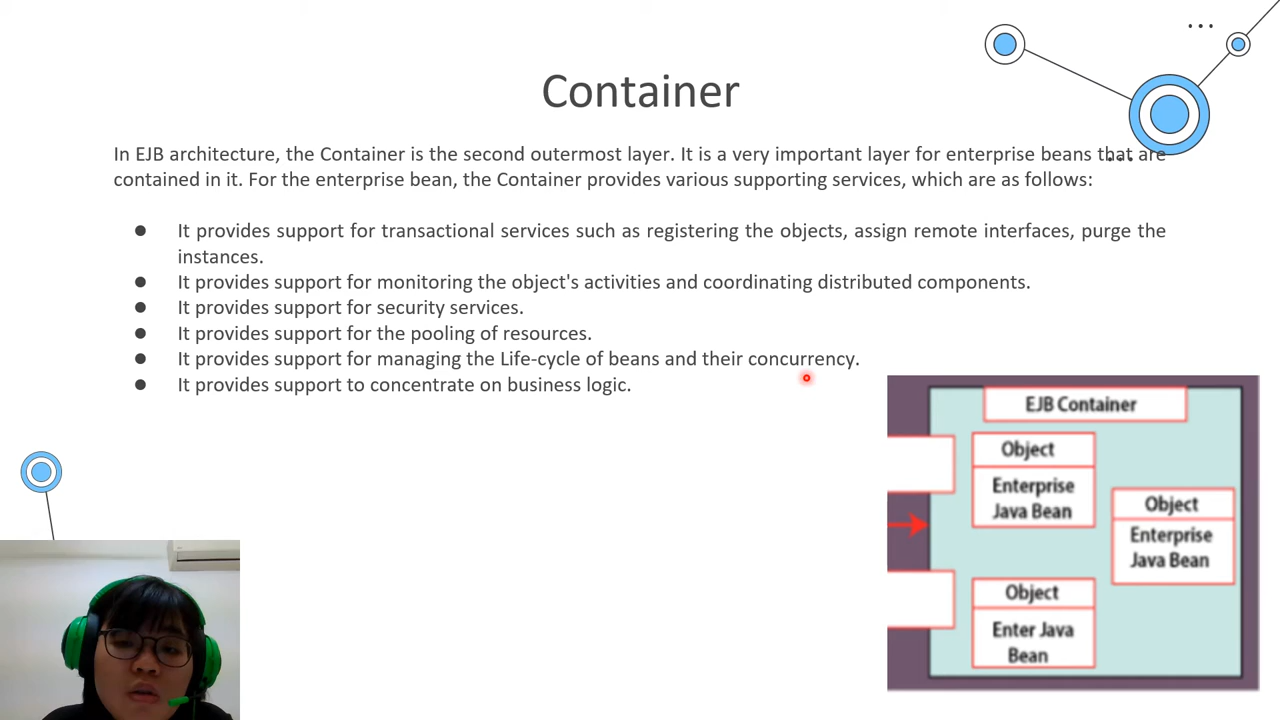 Container
In EJB architecture, the Container is the second outermost layer. It is a very important layer for enterprise beans that are
contained in it. For the enterprise bean, the Container provides various supporting services, which are as follows:
● It provides support for transactional services such as registering the objects, assign remote interfaces, purge the
instances.
● It provides support for monitoring the object's activities and coordinating distributed components.
● It provides support for security services.
● It provides support for the pooling of resources.
● It provides support for managing the Life-cycle of beans and their concurrency.
● It provides support to concentrate on business logic.
EJB Container
Object
Enterprise
Java Bean
Object
Enterprise
Java Bean
Object
Enter Java
Bean